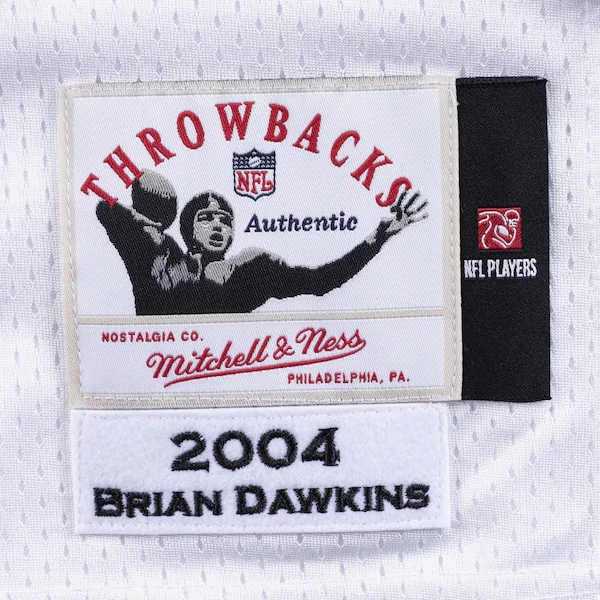 THROWBACKS
NFL
Authentic
NFL PLAYERS
NOSTALGIA CO.
Mitchell & Ness
PHILADELPHIA, PA.
2004
BRIAN DAWKINS